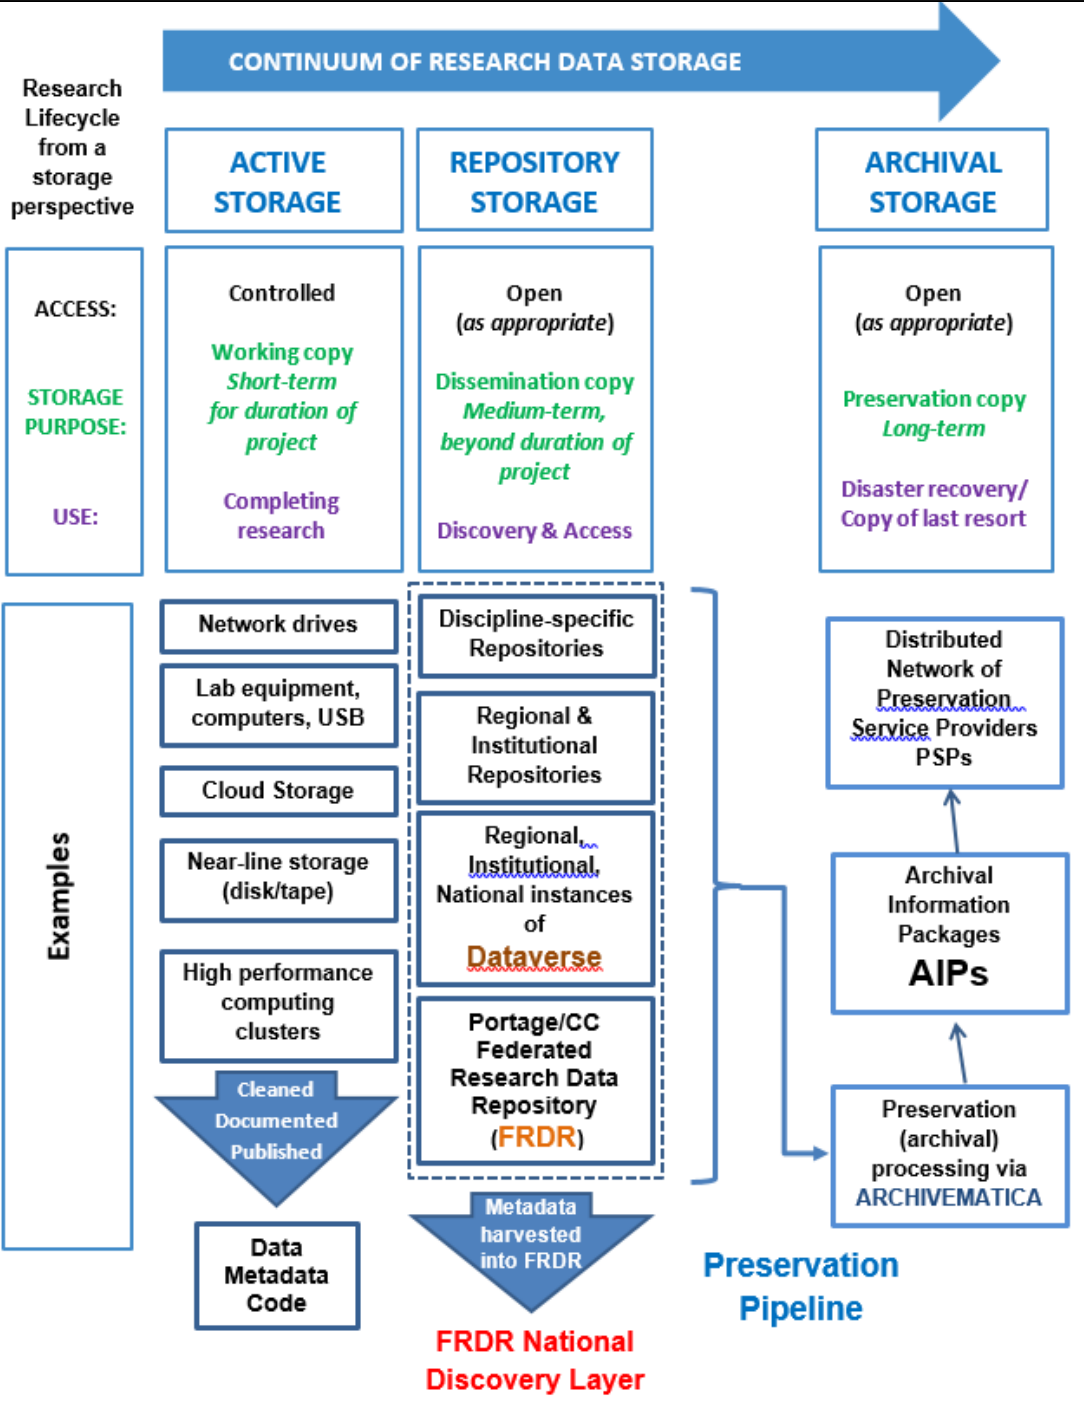 CONTINUUM OF RESEARCH DATA STORAGE
Research
Lifecycle
from a
storage
perspective
ACTIVE
STORAGE
REPOSITORY
STORAGE
ARCHIVAL
STORAGE
ACCESS:
STORAGE
PURPOSE:
USE:
Controlled
Working copy
Short-term
for duration of
project
Completing
research
Open
(as appropriate)
Dissemination copy
Medium-term,
beyond duration of
project
Discovery & Access
Open
(as appropriate)
Preservation copy
Long-term
Disaster recovery/
Copy of last resort
Examples
Network drives
Lab equipment,
computers, USB
Cloud Storage
Near-line storage
(disk/tape)
High performance
computing
clusters
Cleaned
Documented
Published
Data
Metadata
Code
Discipline-specific
Repositories
Regional &
Institutional
Repositories
Regional,
Institutional,
National instances
of
Dataverse
Portage/CC
Federated
Research Data
Repository
(FRDR)
Metadata
harvested
into FRDR
FRDR National
Discovery Layer
Distributed
Network of
Preservation
Service Providers
PSPs
Archival
Information
Packages
AIPs
Preservation
(archival)
processing via
ARCHIVEMATICA
Preservation
Pipeline